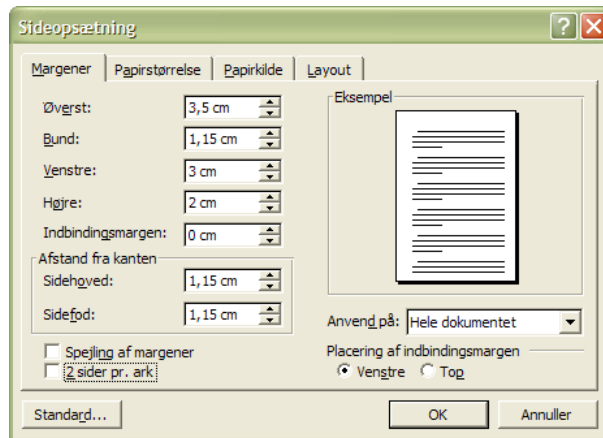 Sideopsætning
Margener Papirstørrelse Papirkilde Layout
Øverst: 3,5 cm
Bund: 1,15 cm
Venstre: 3 cm
Højre: 2 cm
Indbindingsmargen: 0 cm
Afstand fra kanten
Sidehoved: 1,15 cm
Sidefod: 1,15 cm
Spejling af margener
2 sider pr. ark
Eksempel
Anvend på: Hele dokumentet
Placering af indbindingsmargen
Venstre Top
Standard... OK Annuller